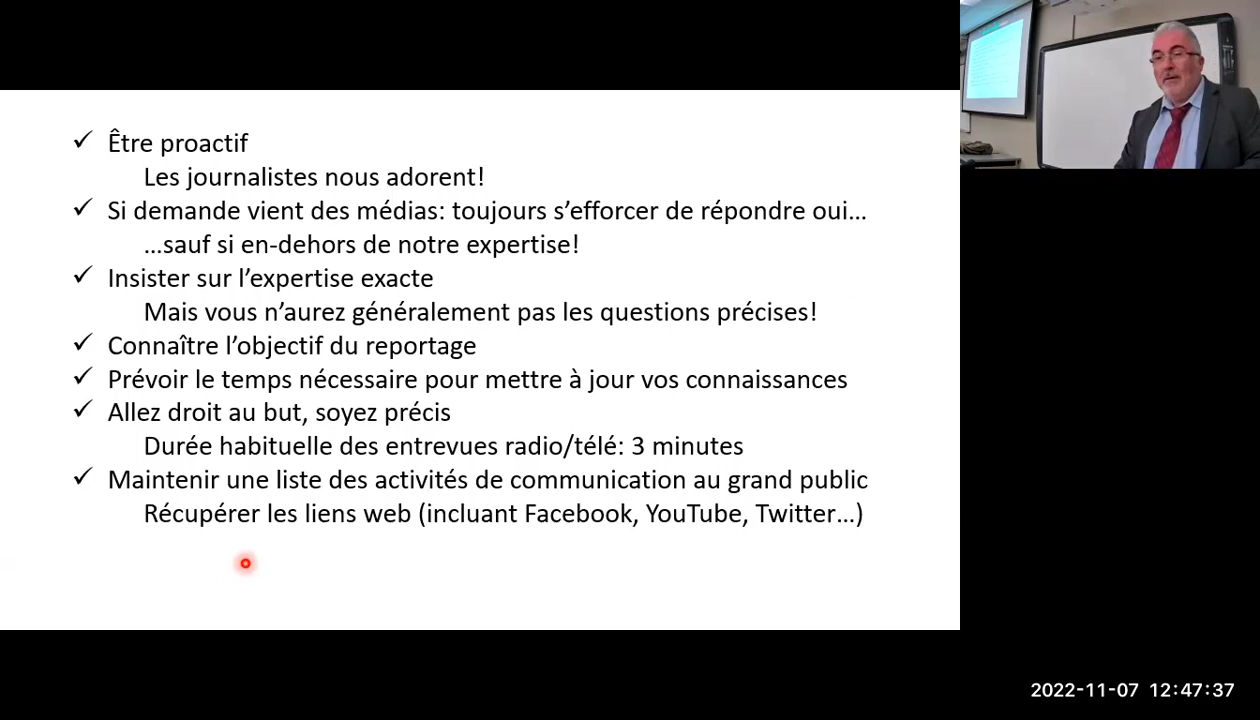 ✓ Être proactif
Les journalistes nous adorent!
✓ Si demande vient des médias: toujours s’efforcer de répondre oui…
…sauf si en-dehors de notre expertise!
✓ Insister sur l’expertise exacte
Mais vous n’aurez généralement pas les questions précises!
✓ Connaître l’objectif du reportage
✓ Prévoir le temps nécessaire pour mettre à jour vos connaissances
✓ Allez droit au but, soyez précis
Durée habituelle des entrevues radio/télé: 3 minutes
✓ Maintenir une liste des activités de communication au grand public
Récupérer les liens web (incluant Facebook, YouTube, Twitter…)
2022-11-07 12:47:37